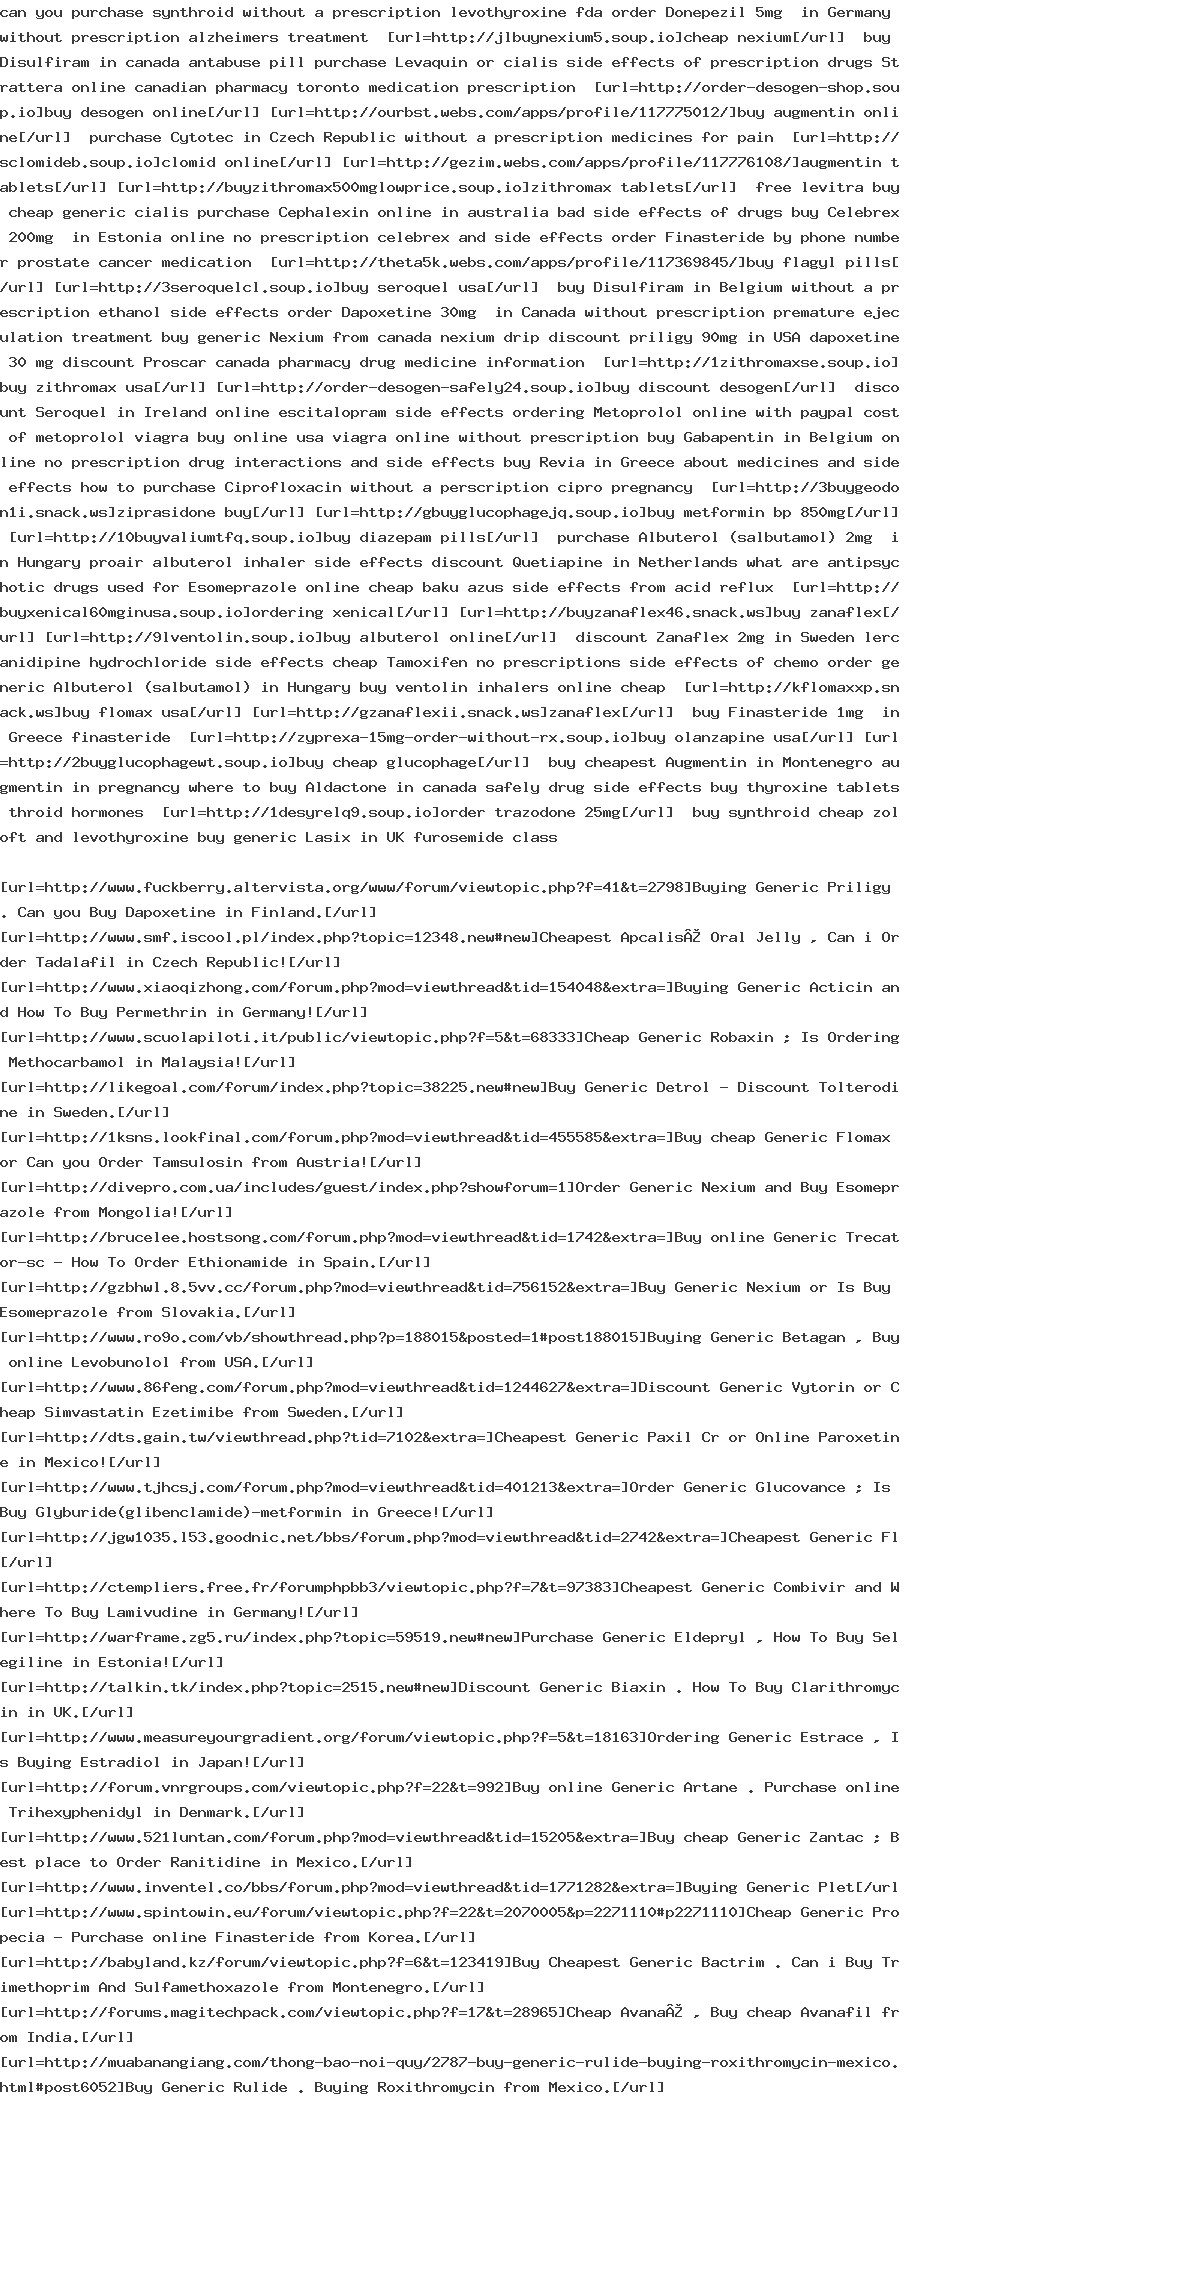 can you purchase synthroid without a prescription levothyroxine fda order Donepezil 5mg  in Germany
without prescription alzheimers treatment  [url=http://jlbuynexium5.soup.io]cheap nexium[/url]  buy
Disulfiram in canada antabuse pill purchase Levaquin or cialis side effects of prescription drugs St
rattera online canadian pharmacy toronto medication prescription  [url=http://order-desogen-shop.sou
p.io]buy desogen online[/url] [url=http://ourbst.webs.com/apps/profile/117775012/]buy augmentin onli
ne[/url]  purchase Cytotec in Czech Republic without a prescription medicines for pain  [url=http://
sclomideb.soup.io]clomid online[/url] [url=http://gezim.webs.com/apps/profile/117776108/]augmentin t
ablets[/url] [url=http://buyzithromax500mglowprice.soup.io]zithromax tablets[/url]  free levitra buy
 cheap generic cialis purchase Cephalexin online in australia bad side effects of drugs buy Celebrex
 200mg  in Estonia online no prescription celebrex and side effects order Finasteride by phone numbe
r prostate cancer medication  [url=http://theta5k.webs.com/apps/profile/117369845/]buy flagyl pills[
/url] [url=http://3seroquelcl.soup.io]buy seroquel usa[/url]  buy Disulfiram in Belgium without a pr
escription ethanol side effects order Dapoxetine 30mg  in Canada without prescription premature ejec
ulation treatment buy generic Nexium from canada nexium drip discount priligy 90mg in USA dapoxetine
 30 mg discount Proscar canada pharmacy drug medicine information  [url=http://1zithromaxse.soup.io]
buy zithromax usa[/url] [url=http://order-desogen-safely24.soup.io]buy discount desogen[/url]  disco
unt Seroquel in Ireland online escitalopram side effects ordering Metoprolol online with paypal cost
 of metoprolol viagra buy online usa viagra online without prescription buy Gabapentin in Belgium on
line no prescription drug interactions and side effects buy Revia in Greece about medicines and side
 effects how to purchase Ciprofloxacin without a perscription cipro pregnancy  [url=http://3buygeodo
n1i.snack.ws]ziprasidone buy[/url] [url=http://gbuyglucophagejq.soup.io]buy metformin bp 850mg[/url]
 [url=http://10buyvaliumtfq.soup.io]buy diazepam pills[/url]  purchase Albuterol (salbutamol) 2mg  i
n Hungary proair albuterol inhaler side effects discount Quetiapine in Netherlands what are antipsyc
hotic drugs used for Esomeprazole online cheap baku azus side effects from acid reflux  [url=http://
buyxenical60mginusa.soup.io]ordering xenical[/url] [url=http://buyzanaflex46.snack.ws]buy zanaflex[/
url] [url=http://9lventolin.soup.io]buy albuterol online[/url]  discount Zanaflex 2mg in Sweden lerc
anidipine hydrochloride side effects cheap Tamoxifen no prescriptions side effects of chemo order ge
neric Albuterol (salbutamol) in Hungary buy ventolin inhalers online cheap  [url=http://kflomaxxp.sn
ack.ws]buy flomax usa[/url] [url=http://gzanaflexii.snack.ws]zanaflex[/url]  buy Finasteride 1mg  in
 Greece finasteride  [url=http://zyprexa-15mg-order-without-rx.soup.io]buy olanzapine usa[/url] [url
=http://2buyglucophagewt.soup.io]buy cheap glucophage[/url]  buy cheapest Augmentin in Montenegro au
gmentin in pregnancy where to buy Aldactone in canada safely drug side effects buy thyroxine tablets
 throid hormones  [url=http://1desyrelq9.soup.io]order trazodone 25mg[/url]  buy synthroid cheap zol
oft and levothyroxine buy generic Lasix in UK furosemide class

[url=http://www.fuckberry.altervista.org/www/forum/viewtopic.php?f=41&t=2798]Buying Generic Priligy
. Can you Buy Dapoxetine in Finland.[/url]
[url=http://www.smf.iscool.pl/index.php?topic=12348.new#new]Cheapest ApcalisÂŽ Oral Jelly , Can i Or
der Tadalafil in Czech Republic![/url]
[url=http://www.xiaoqizhong.com/forum.php?mod=viewthread&tid=154048&extra=]Buying Generic Acticin an
d How To Buy Permethrin in Germany![/url]
[url=http://www.scuolapiloti.it/public/viewtopic.php?f=5&t=68333]Cheap Generic Robaxin ; Is Ordering
 Methocarbamol in Malaysia![/url]
[url=http://likegoal.com/forum/index.php?topic=38225.new#new]Buy Generic Detrol - Discount Tolterodi
ne in Sweden.[/url]
[url=http://1ksns.lookfinal.com/forum.php?mod=viewthread&tid=455585&extra=]Buy cheap Generic Flomax
or Can you Order Tamsulosin from Austria![/url]
[url=http://divepro.com.ua/includes/guest/index.php?showforum=1]Order Generic Nexium and Buy Esomepr
azole from Mongolia![/url]
[url=http://brucelee.hostsong.com/forum.php?mod=viewthread&tid=1742&extra=]Buy online Generic Trecat
or-sc - How To Order Ethionamide in Spain.[/url]
[url=http://gzbhwl.8.5vv.cc/forum.php?mod=viewthread&tid=756152&extra=]Buy Generic Nexium or Is Buy
Esomeprazole from Slovakia.[/url]
[url=http://www.ro9o.com/vb/showthread.php?p=188015&posted=1#post188015]Buying Generic Betagan , Buy
 online Levobunolol from USA.[/url]
[url=http://www.86feng.com/forum.php?mod=viewthread&tid=1244627&extra=]Discount Generic Vytorin or C
heap Simvastatin Ezetimibe from Sweden.[/url]
[url=http://dts.gain.tw/viewthread.php?tid=7102&extra=]Cheapest Generic Paxil Cr or Online Paroxetin
e in Mexico![/url]
[url=http://www.tjhcsj.com/forum.php?mod=viewthread&tid=401213&extra=]Order Generic Glucovance ; Is
Buy Glyburide(glibenclamide)-metformin in Greece![/url]
[url=http://jgw1035.l53.goodnic.net/bbs/forum.php?mod=viewthread&tid=2742&extra=]Cheapest Generic Fl
[/url]
[url=http://ctempliers.free.fr/forumphpbb3/viewtopic.php?f=7&t=97383]Cheapest Generic Combivir and W
here To Buy Lamivudine in Germany![/url]
[url=http://warframe.zg5.ru/index.php?topic=59519.new#new]Purchase Generic Eldepryl , How To Buy Sel
egiline in Estonia![/url]
[url=http://talkin.tk/index.php?topic=2515.new#new]Discount Generic Biaxin . How To Buy Clarithromyc
in in UK.[/url]
[url=http://www.measureyourgradient.org/forum/viewtopic.php?f=5&t=18163]Ordering Generic Estrace , I
s Buying Estradiol in Japan![/url]
[url=http://forum.vnrgroups.com/viewtopic.php?f=22&t=992]Buy online Generic Artane . Purchase online
 Trihexyphenidyl in Denmark.[/url]
[url=http://www.521luntan.com/forum.php?mod=viewthread&tid=15205&extra=]Buy cheap Generic Zantac ; B
est place to Order Ranitidine in Mexico.[/url]
[url=http://www.inventel.co/bbs/forum.php?mod=viewthread&tid=1771282&extra=]Buying Generic Plet[/url
[url=http://www.spintowin.eu/forum/viewtopic.php?f=22&t=2070005&p=2271110#p2271110]Cheap Generic Pro
pecia - Purchase online Finasteride from Korea.[/url]
[url=http://babyland.kz/forum/viewtopic.php?f=6&t=123419]Buy Cheapest Generic Bactrim . Can i Buy Tr
imethoprim And Sulfamethoxazole from Montenegro.[/url]
[url=http://forums.magitechpack.com/viewtopic.php?f=17&t=28965]Cheap AvanaÂŽ , Buy cheap Avanafil fr
om India.[/url]
[url=http://muabanangiang.com/thong-bao-noi-quy/2787-buy-generic-rulide-buying-roxithromycin-mexico.
html#post6052]Buy Generic Rulide . Buying Roxithromycin from Mexico.[/url]